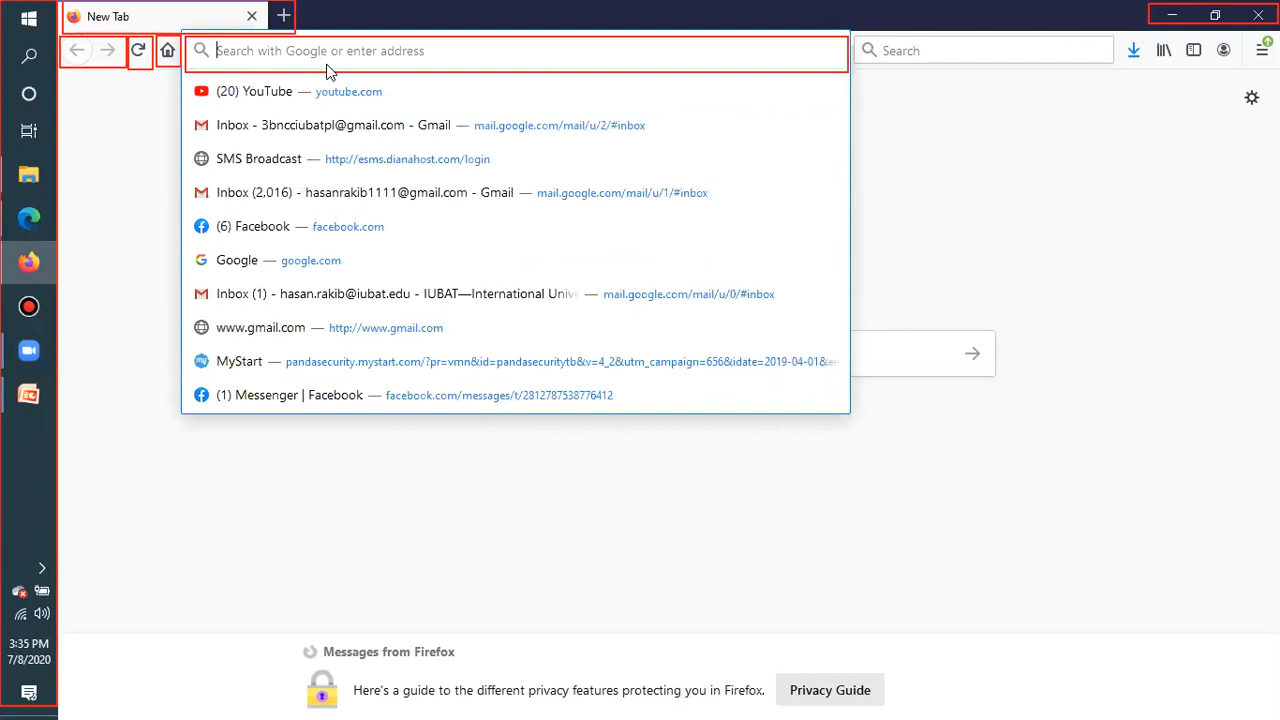 New Tab
Search with Google or enter address
Search
(20) YouTube — youtube.com
Inbox - 3bncciubatpl@gmail.com - Gmail — mail.google.com/mail/u/2/#inbox
SMS Broadcast — http://esms.dianahost.com/login
Inbox (2,016) - hasanrakib1111@gmail.com - Gmail — mail.google.com/mail/u/1/#inbox
(6) Facebook — facebook.com
Google — google.com
Inbox (1) - hasan.rakib@iubat.edu - IUBAT—International Unive — mail.google.com/mail/u/0/#inbox
www.gmail.com — http://www.gmail.com
MyStart — pandasecurity.mystart.com/?pr=vmn&id=pandasecuritytb&v=4_2&utm_campaign=656&idate=2019-04-01&e
(1) Messenger | Facebook — facebook.com/messages/t/2812787538776412
3:35 PM
7/8/2020
Messages from Firefox
Here's a guide to the different privacy features protecting you in Firefox.
Privacy Guide